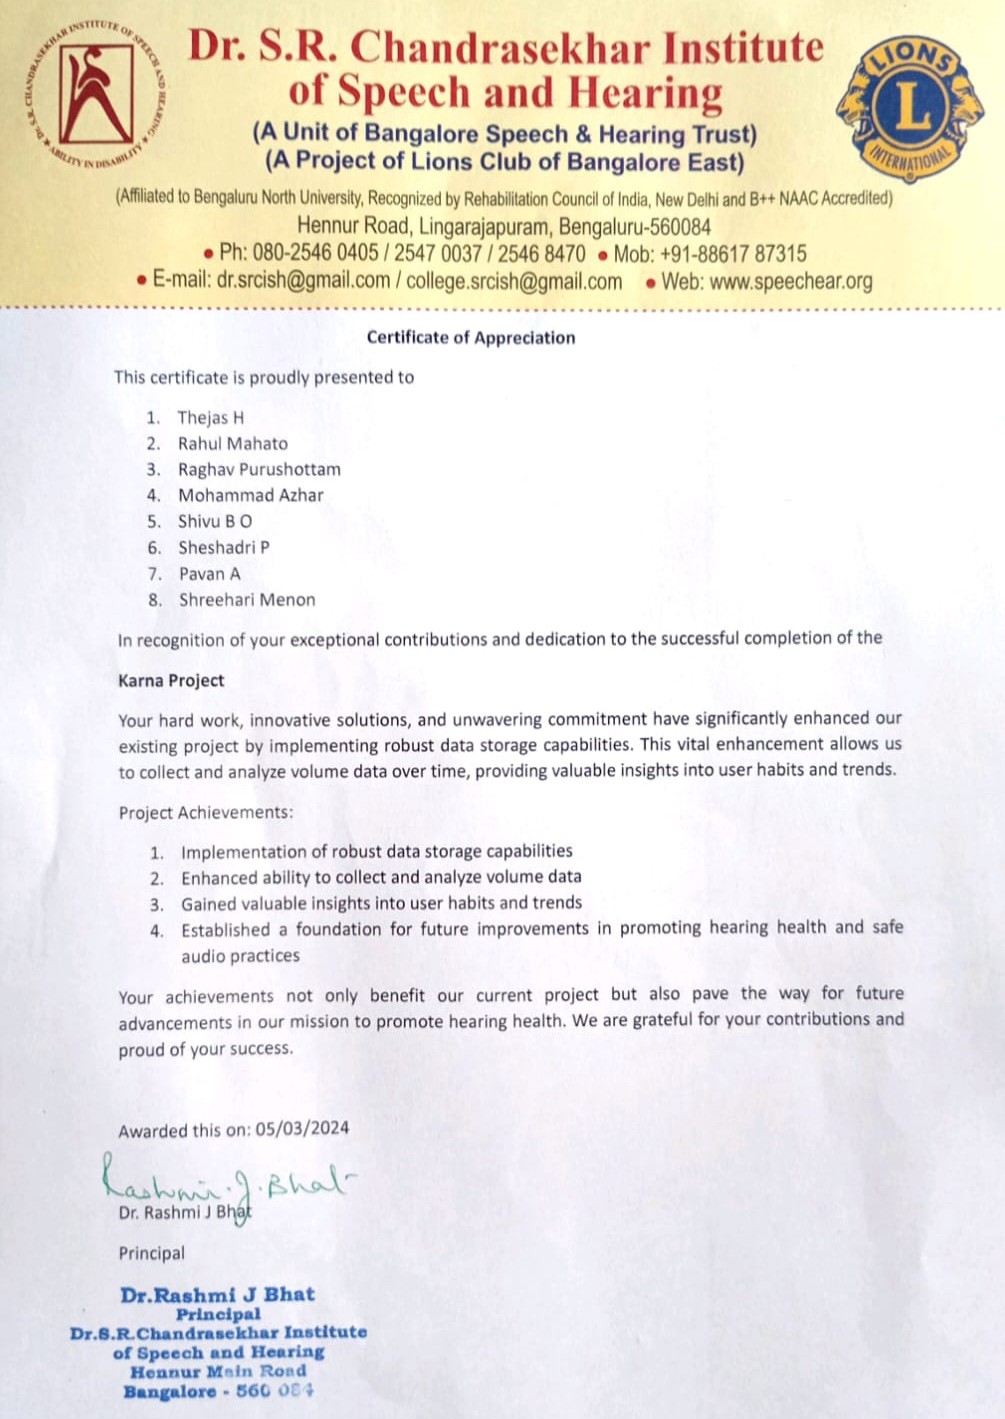 Dr. S.R. CHANDRASEKHAR INSTITUTE OF SPEECH AND HEARING
ABILITY IN DISABILITY
Dr. S.R. Chandrasekhar Institute
of Speech and Hearing
(A Unit of Bangalore Speech & Hearing Trust)
(A Project of Lions Club of Bangalore East)
LIONS
L
INTERNATIONAL
(Affiliated to Bengaluru North University, Recognized by Rehabilitation Council of India, New Delhi and B++ NAAC Accredited)
Hennur Road, Lingarajapuram, Bengaluru-560084
• Ph: 080-2546 0405 / 2547 0037 / 2546 8470 • Mob: +91-88617 87315
• E-mail: dr.srcish@gmail.com / college.srcish@gmail.com • Web: www.speechear.org
Certificate of Appreciation
This certificate is proudly presented to
1. Thejas H
2. Rahul Mahato
3. Raghav Purushottam
4. Mohammad Azhar
5. Shivu B O
6. Sheshadri P
7. Pavan A
8. Shreehari Menon
In recognition of your exceptional contributions and dedication to the successful completion of the
Karna Project
Your hard work, innovative solutions, and unwavering commitment have significantly enhanced our
existing project by implementing robust data storage capabilities. This vital enhancement allows us
to collect and analyze volume data over time, providing valuable insights into user habits and trends.
Project Achievements:
1. Implementation of robust data storage capabilities
2. Enhanced ability to collect and analyze volume data
3. Gained valuable insights into user habits and trends
4. Established a foundation for future improvements in promoting hearing health and safe
audio practices
Your achievements not only benefit our current project but also pave the way for future
advancements in our mission to promote hearing health. We are grateful for your contributions and
proud of your success.
Awarded this on: 05/03/2024
Rashmi. J. Bhat
Dr. Rashmi J Bhat
Principal
Dr.Rashmi J Bhat
Principal
Dr.S.R.Chandrasekhar Institute
of Speech and Hearing
Hennur Main Road
Bangalore - 560 084